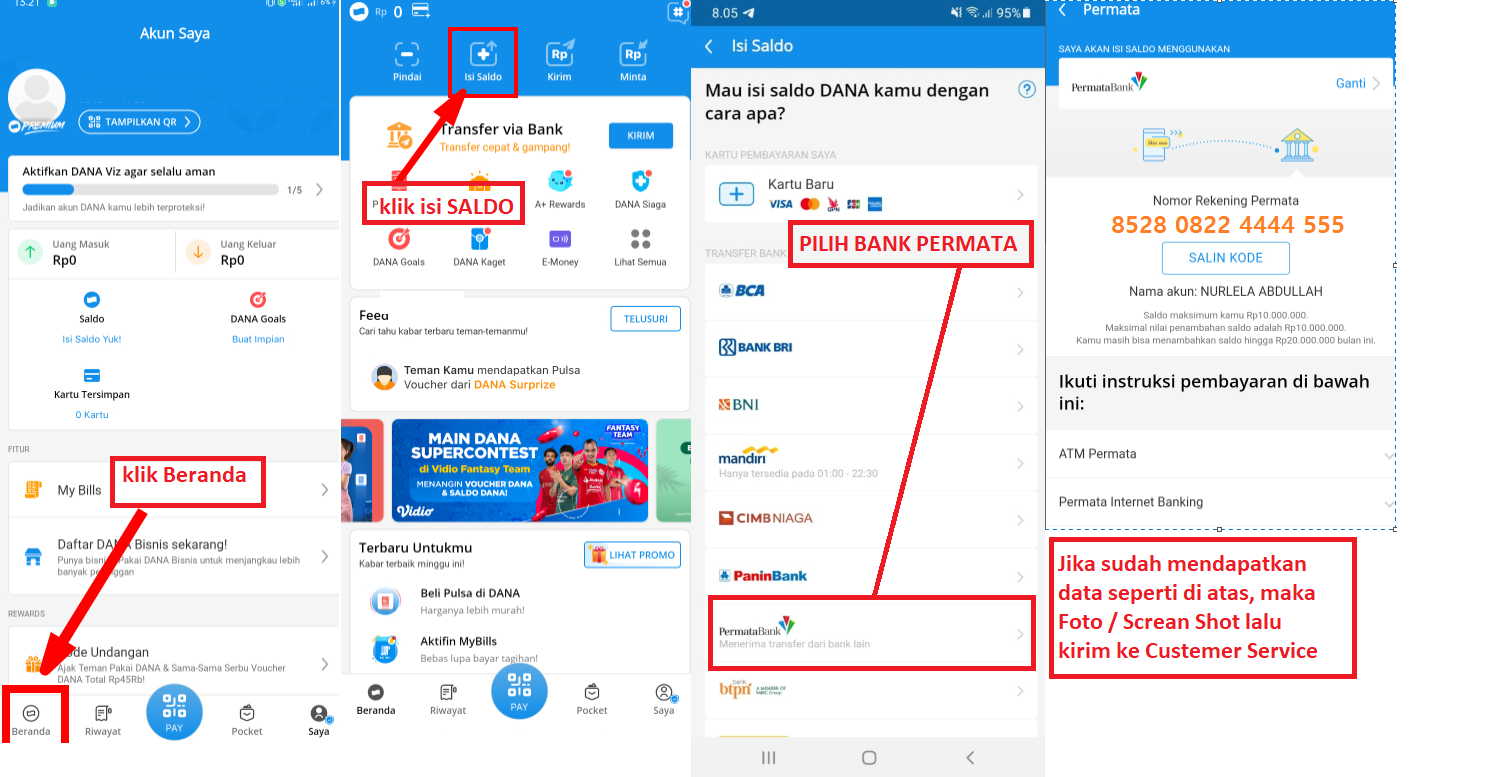 13.21
Akun Saya
PREMIUM
TAMPILKAN QR
Aktifkan DANA Viz agar selalu aman
1/5
Jadikan akun DANA kamu lebih terproteksi!
Uang Masuk
Rp0
Uang Keluar
Rp0
Saldo
Isi Saldo Yuk!
DANA Goals
Buat Impian
Kartu Tersimpan
0 Kartu
FITUR
My Bills
klik Beranda
Daftar DANA Bisnis sekarang!
Punya bisnis? Pakai DANA Bisnis untuk menjangkau lebih
banyak
REWARDS
Undangan
Ajak Teman Pakai DANA & Sama-Sama Serbu Voucher
DANA Total Rp45Rb!
Beranda
Riwayat
PAY
Pocket
Saya
Rp 0
Pindai
Isi Saldo
Rp
Kirim
Rp
Minta
Transfer via Bank
Transfer cepat & gampang!
KIRIM
klik isi SALDO
A+ Rewards
DANA Siaga
DANA Goals
DANA Kaget
E-Money
Lihat Semua
Feeu
Cari tahu kabar terbaru teman-temanmu!
TELUSURI
Teman Kamu mendapatkan Pulsa
Voucher dari DANA Surprize
MAIN DANA
SUPERCONTEST
di Vidio Fantasy Team
MENANGIN VOUCHER DANA
& SALDO DANA!
Vidio
FANTASY
TEAM
Terbaru Untukmu
Kabar terbaik minggu ini!
LIHAT PROMO
Beli Pulsa di DANA
Harganya lebih murah!
Aktifin MyBills
Bebas lupa bayar tagihan!
Beranda
Riwayat
PAY
Pocket
Saya
8.05
95%
Isi Saldo
Mau isi saldo DANA kamu dengan
cara apa?
?
KARTU PEMBAYARAN SAYA
Kartu Baru
VISA
GPN
JCB
PILIH BANK PERMATA
TRANSFER BANK
BCA
BANK BRI
BNI
mandiri
Hanya tersedia pada 01:00 - 22:30
CIMBNIAGA
PaninBank
PermataBank
Menerima transfer dari bank lain
bank
btpn
A MEMBER OF
SMBC Group
Permata
SAYA AKAN ISI SALDO MENGGUNAKAN
PermataBank
Ganti
Nomor Rekening Permata
8528 0822 4444 555
SALIN KODE
Nama akun: NURLELA ABDULLAH
Saldo maksimum kamu Rp10.000.000.
Maksimal nilai penambahan saldo adalah Rp10.000.000.
Kamu masih bisa menambahkan saldo hingga Rp20.000.000 bulan ini.
Ikuti instruksi pembayaran di bawah
ini:
ATM Permata
Permata Internet Banking
Jika sudah mendapatkan
data seperti di atas, maka
Foto / Screan Shot lalu
kirim ke Custemer Service